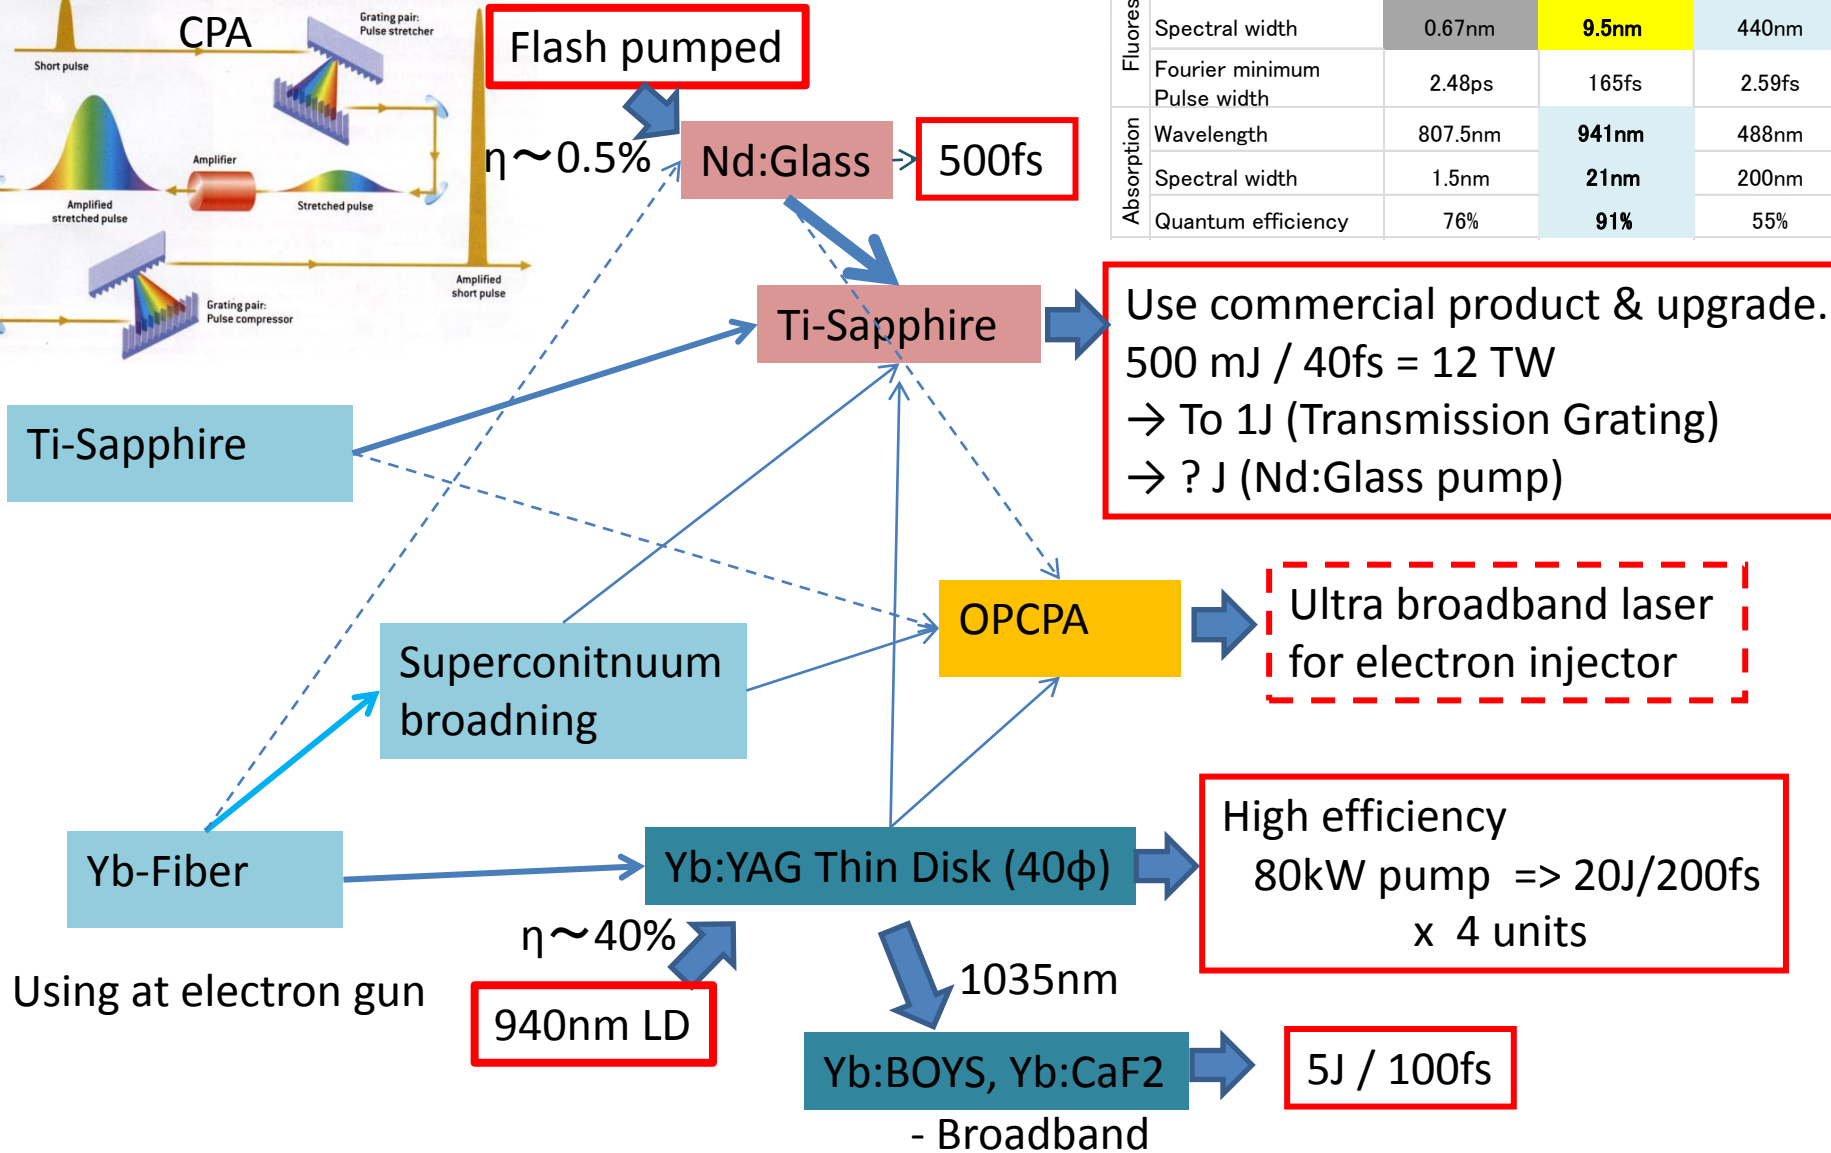 CPA
Grating pair:
Pulse stretcher
Short pulse
Amplifier
Amplified
stretched pulse
Stretched pulse
Grating pair:
Pulse compressor
Amplified
short pulse
Flash pumped
η～0.5%
Nd:Glass
500fs
Spectral width 0.67nm 9.5nm 440nm
Fourier minimum
Pulse width 2.48ps 165fs 2.59fs
Absorption
Wavelength 807.5nm 941nm 488nm
Spectral width 1.5nm 21nm 200nm
Quantum efficiency 76% 91% 55%
Ti-Sapphire
Use commercial product & upgrade.
500 mJ / 40fs = 12 TW
→ To 1J (Transmission Grating)
→ ? J (Nd:Glass pump)
Ti-Sapphire
OPCPA
Ultra broadband laser
for electron injector
Superconitnuum
broadning
Yb-Fiber
Yb:YAG Thin Disk (40ϕ)
High efficiency
80kW pump => 20J/200fs
x 4 units
η～40%
Using at electron gun
940nm LD
1035nm
Yb:BOYS, Yb:CaF2
5J / 100fs
- Broadband